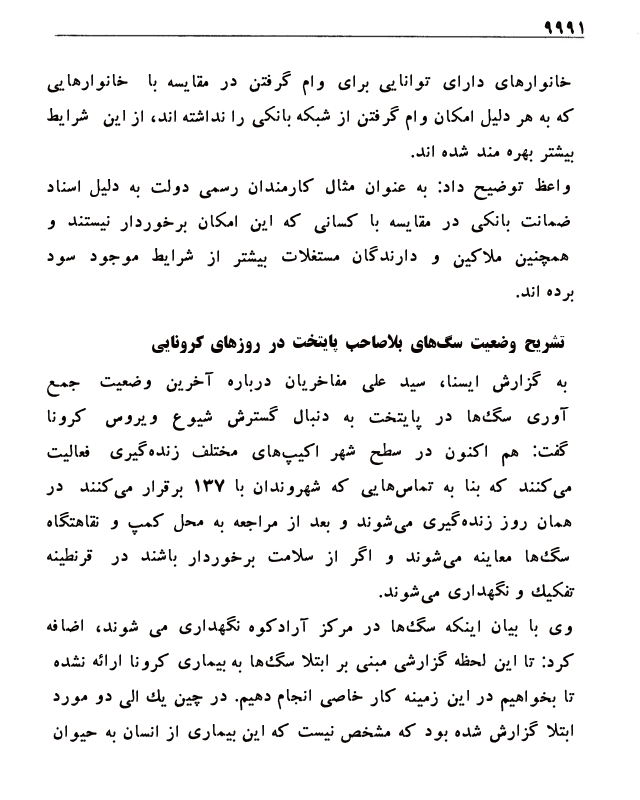 ۹۹۹۱
خانوارهای دارای توانایی برای وام گرفتن در مقایسه با خانوارهایی
که به هر دلیل امکان وام گرفتن از شبکه بانکی را نداشته اند، از این شرایط
بیشتر بهره مند شده اند.
واعظ توضیح داد: به عنوان مثال کارمندان رسمی دولت به دلیل اسناد
ضمانت بانکی در مقایسه با کسانی که این امکان برخوردار نیستند و
همچنین ملاکین و دارندگان مستغلات بیشتر از شرایط موجود سود
برده اند.
تشریح وضعیت سگ‌های بلاصاحب پایتخت در روزهای کرونایی
به گزارش ایسنا، سید علی مفاخریان درباره آخرین وضعیت جمع
آوری سگ‌ها در پایتخت به دنبال گسترش شیوع ویروس کرونا
گفت: هم اکنون در سطح شهر اکیپ‌های مختلف زنده‌گیری فعالیت
می‌کنند که بنا به تماس‌هایی که شهروندان با ۱۳۷ برقرار می‌کنند در
همان روز زنده‌گیری می‌شوند و بعد از مراجعه به محل کمپ و نقاهتگاه
سگ‌ها معاینه می‌شوند و اگر از سلامت برخوردار باشند در قرنطینه
تفکیك و نگهداری می‌شوند.
وی با بیان اینکه سگ‌ها در مرکز آرادکوه نگهداری می شوند، اضافه
کرد: تا این لحظه گزارشی مبنی بر ابتلا سگ‌ها به بیماری کرونا ارائه نشده
تا بخواهیم در این زمینه کار خاصی انجام دهیم. در چین یك الی دو مورد
ابتلا گزارش شده بود که مشخص نیست که این بیماری از انسان به حیوان